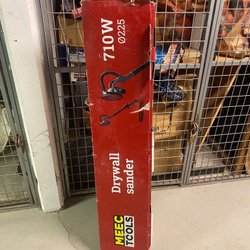 710W
Ø225
Drywall
sander
MEEC
TOOLS